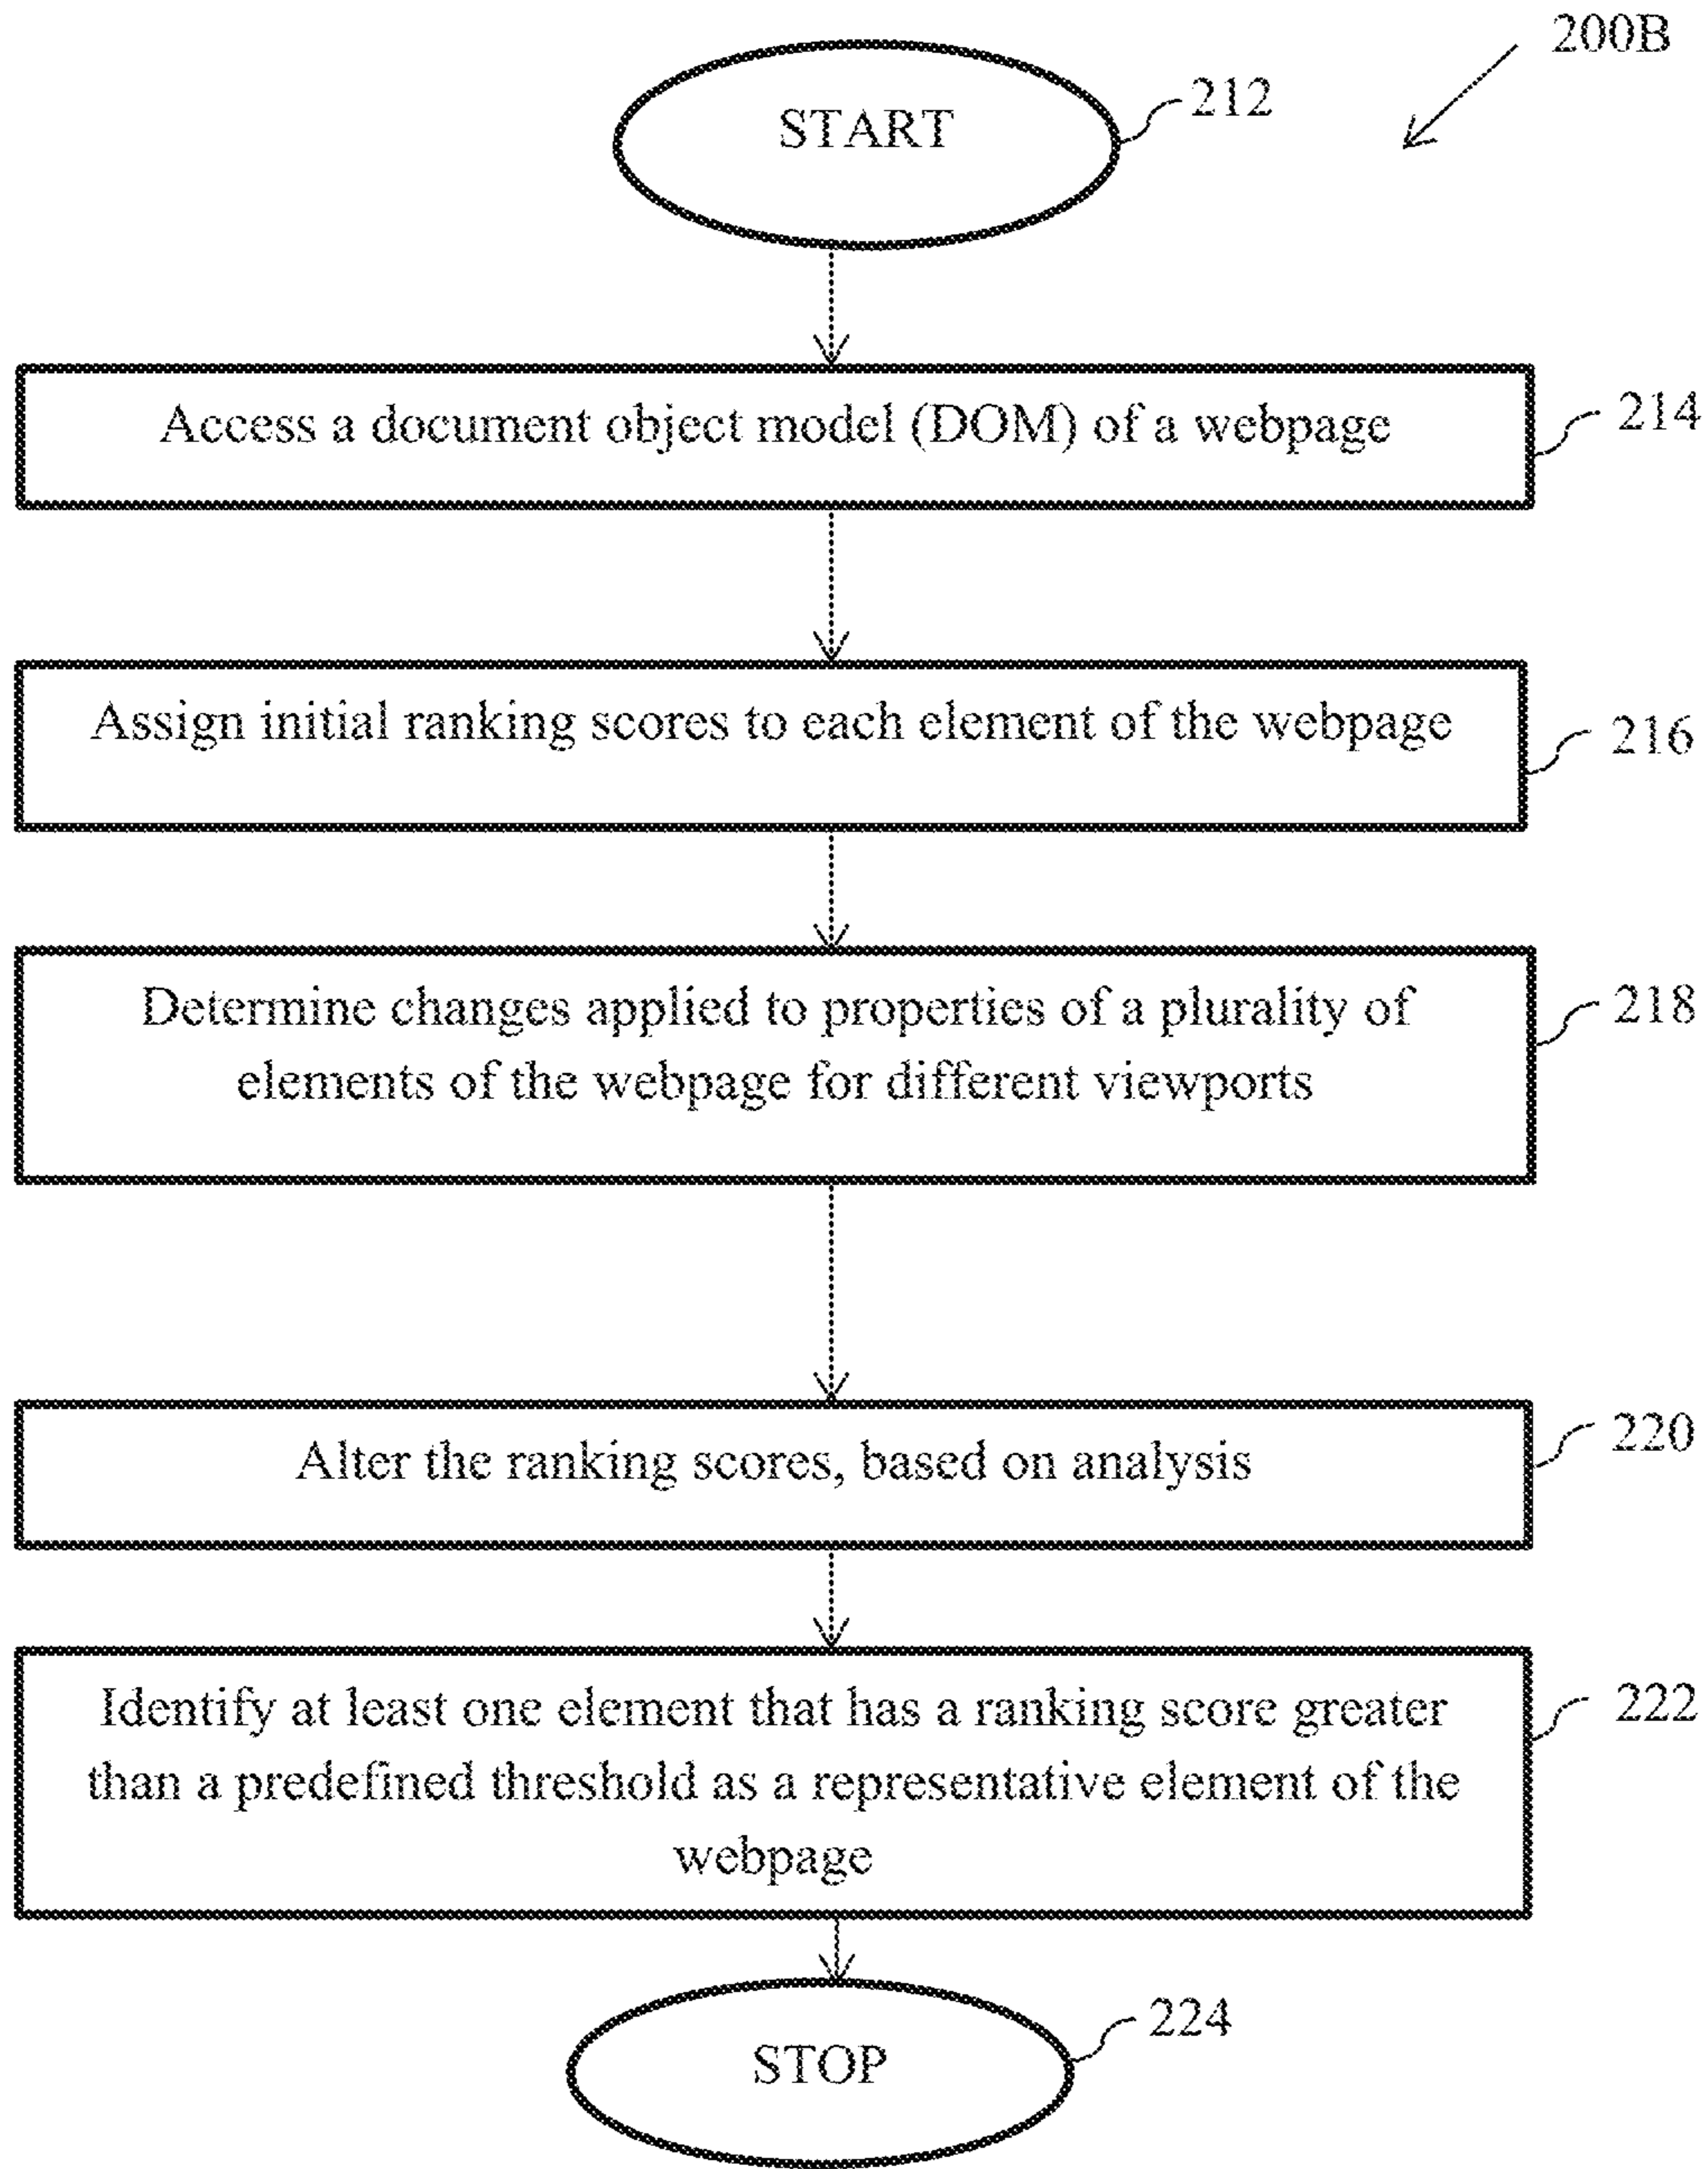 200B
START
212
Access a document object model (DOM) of a webpage
214
Assign initial ranking scores to each element of the webpage
216
Determine changes applied to properties of a plurality of
elements of the webpage for different viewports
218
Alter the ranking scores, based on analysis
220
Identify at least one element that has a ranking score greater
than a predefined threshold as a representative element of the
webpage
222
STOP
224